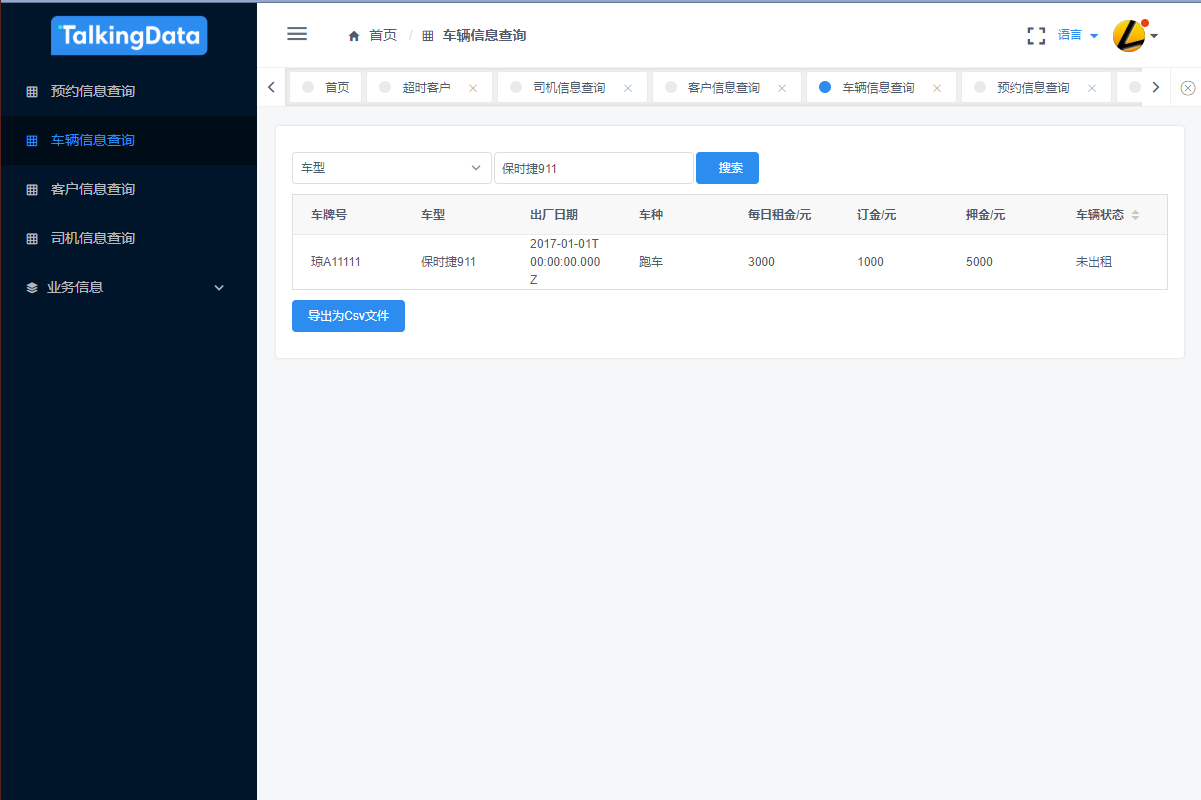 TalkingData
预约信息查询
车辆信息查询
客户信息查询
司机信息查询
业务信息
首页 / 车辆信息查询
语言
首页 超时客户 司机信息查询 客户信息查询 车辆信息查询 预约信息查询
车型 保时捷911 搜索
车牌号 车型 出厂日期 车种 每日租金/元 订金/元 押金/元 车辆状态
琼A11111 保时捷911 2017-01-01T 跑车 3000 1000 5000 未出租
00:00:00.000
Z
导出为Csv文件